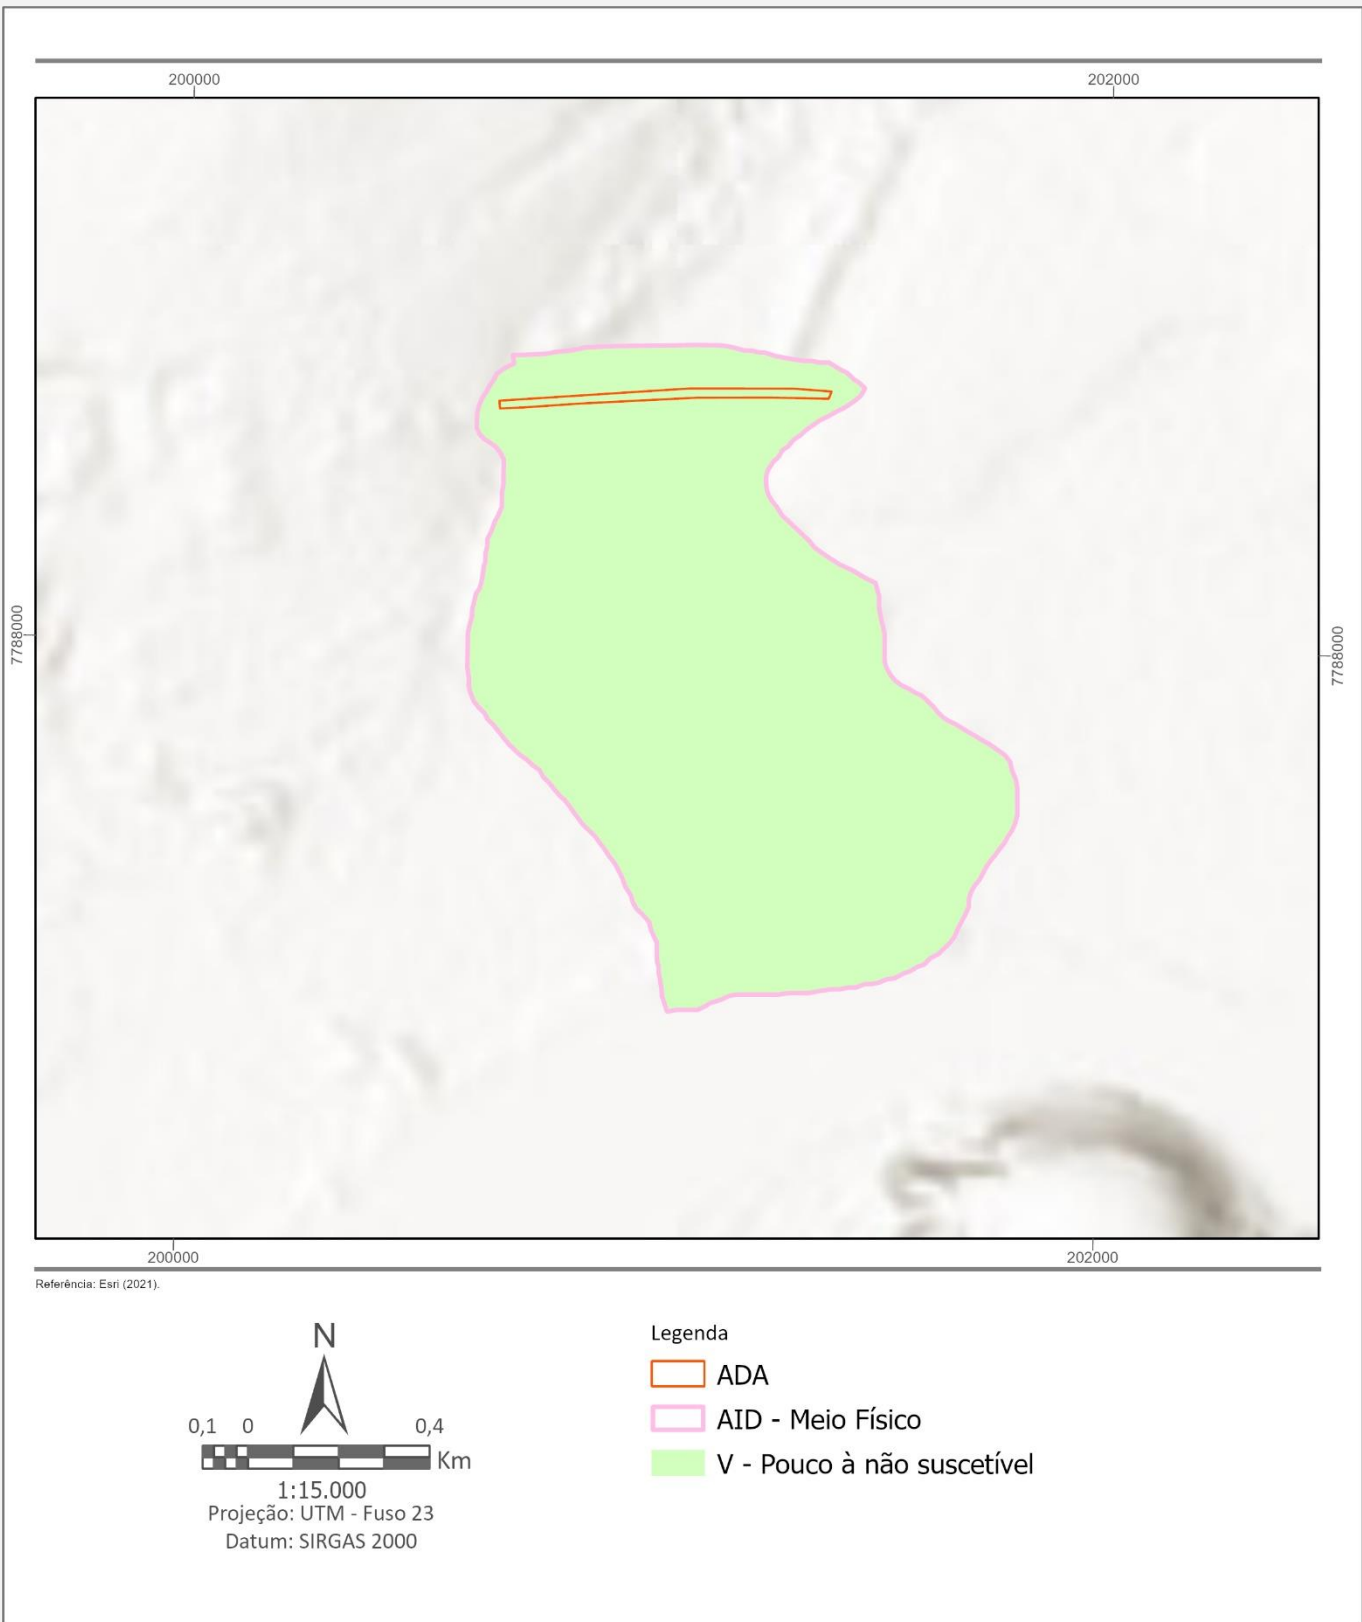 200000 202000
7788000
7788000
200000 202000
Referência: Esri (2021).
N
0,1 0 0,4
Km
1:15.000
Projeção: UTM - Fuso 23
Datum: SIRGAS 2000
Legenda
ADA
AID - Meio Físico
V - Pouco à não suscetível